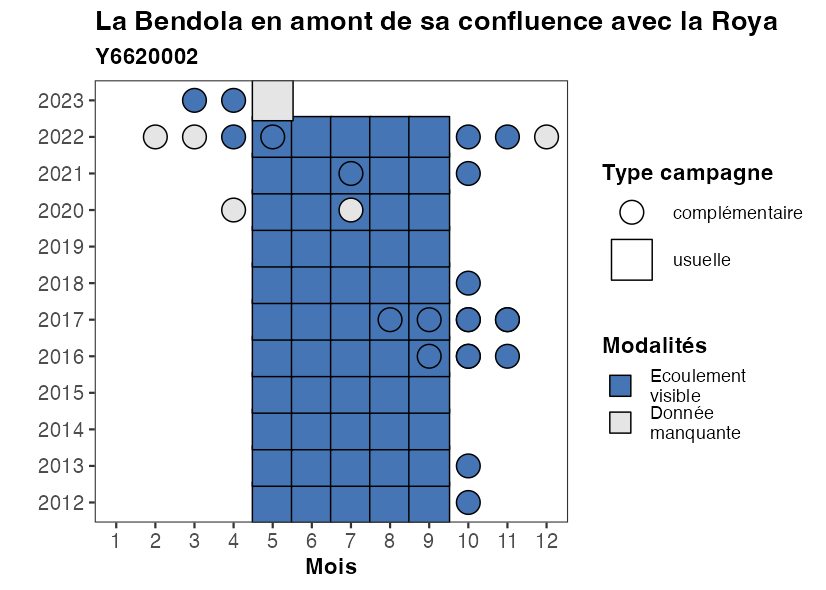 La Bendola en amont de sa confluence avec la Roya
Y6620002
2023
2022
2021
2020
2019
2018
2017
2016
2015
2014
2013
2012
1 2 3 4 5 6 7 8 9 10 11 12
Mois
Type campagne
complémentaire
usuelle
Modalités
Ecoulement
visible
Donnée
manquante